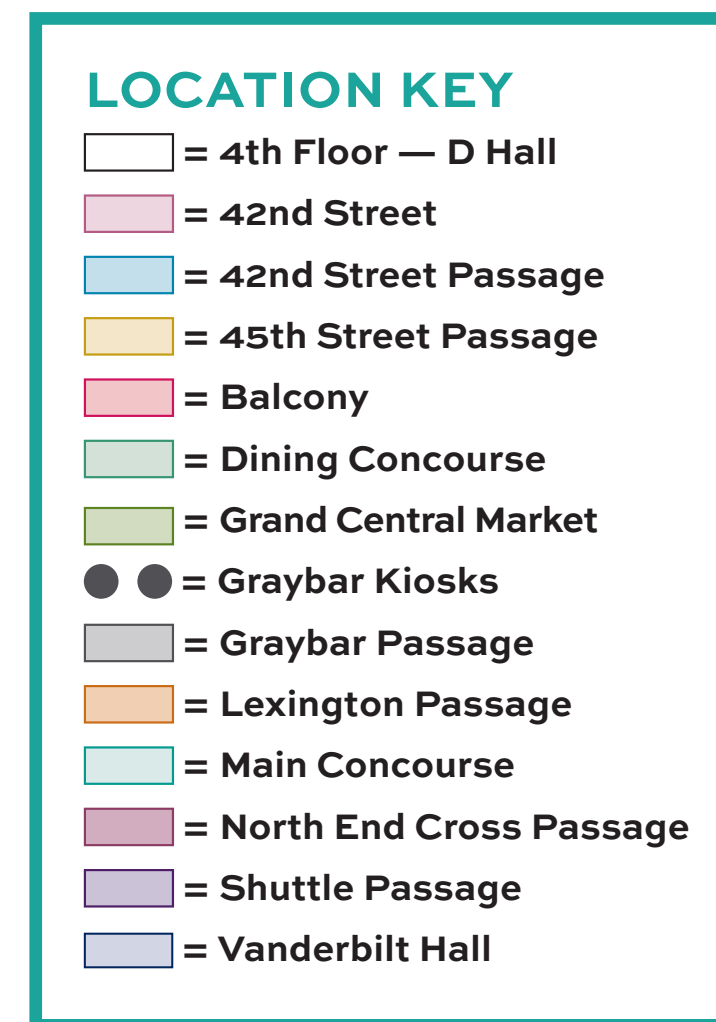 LOCATION KEY
= 4th Floor — D Hall
= 42nd Street
= 42nd Street Passage
= 45th Street Passage
= Balcony
= Dining Concourse
= Grand Central Market
= Graybar Kiosks
= Graybar Passage
= Lexington Passage
= Main Concourse
= North End Cross Passage
= Shuttle Passage
= Vanderbilt Hall